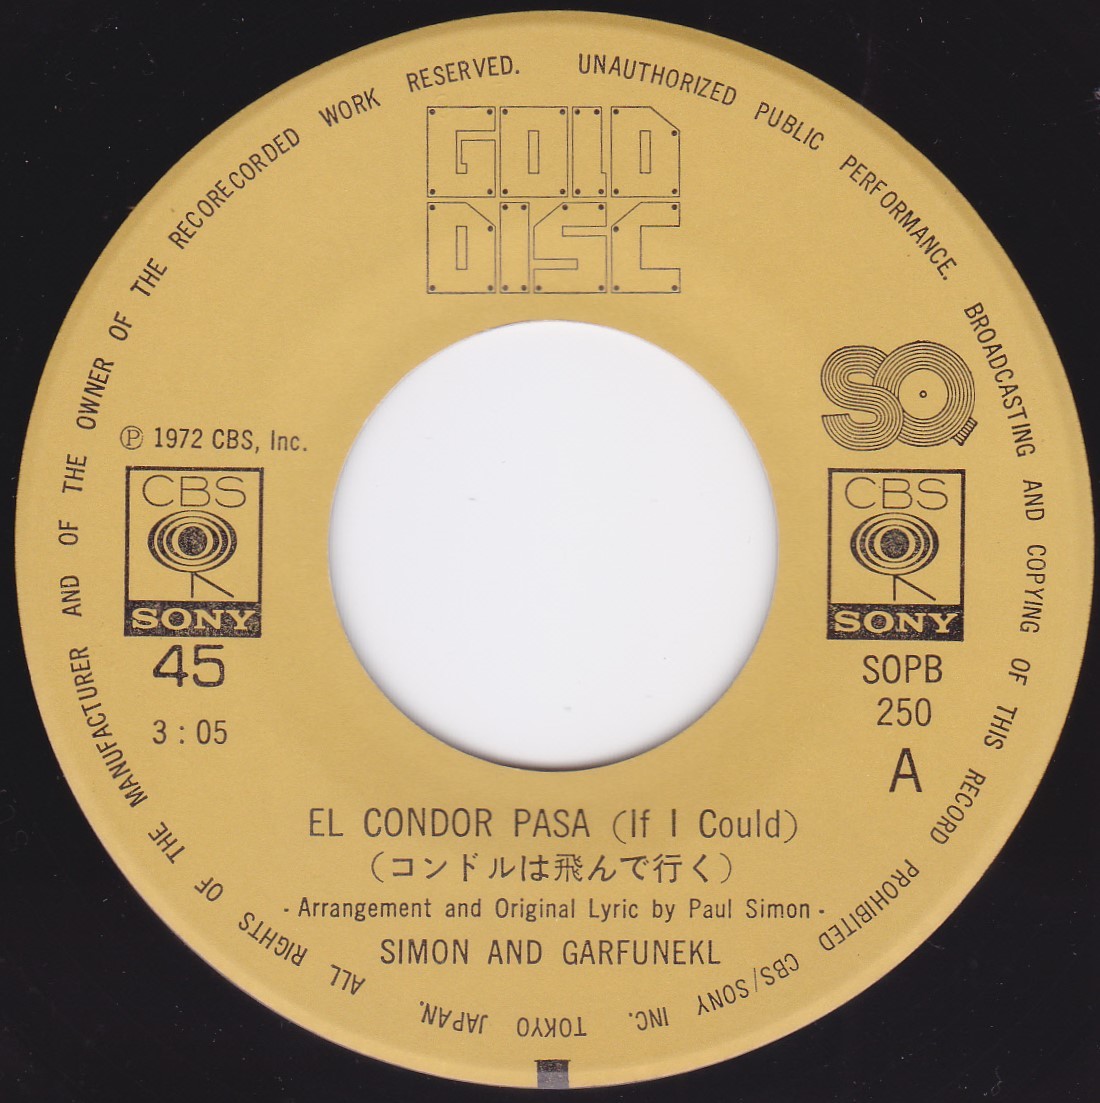 ALL RIGHTS OF THE MANUFACTURER AND OF THE OWNER OF THE RECORECORDED WORK RESERVED. UNAUTHORIZED PUBLIC PERFORMANCE. BROADCASTING AND COPYING OF THIS RECORD PROHIBITED CBS/SONY INC. TOKYO JAPAN.
GOLD
DISC
SQ
℗ 1972 CBS, Inc.
CBS
SONY
45
3 : 05
CBS
SONY
SOPB
250
A
EL CONDOR PASA (If I Could)
(コンドルは飛んで行く)
- Arrangement and Original Lyric by Paul Simon -
SIMON AND GARFUNEKL